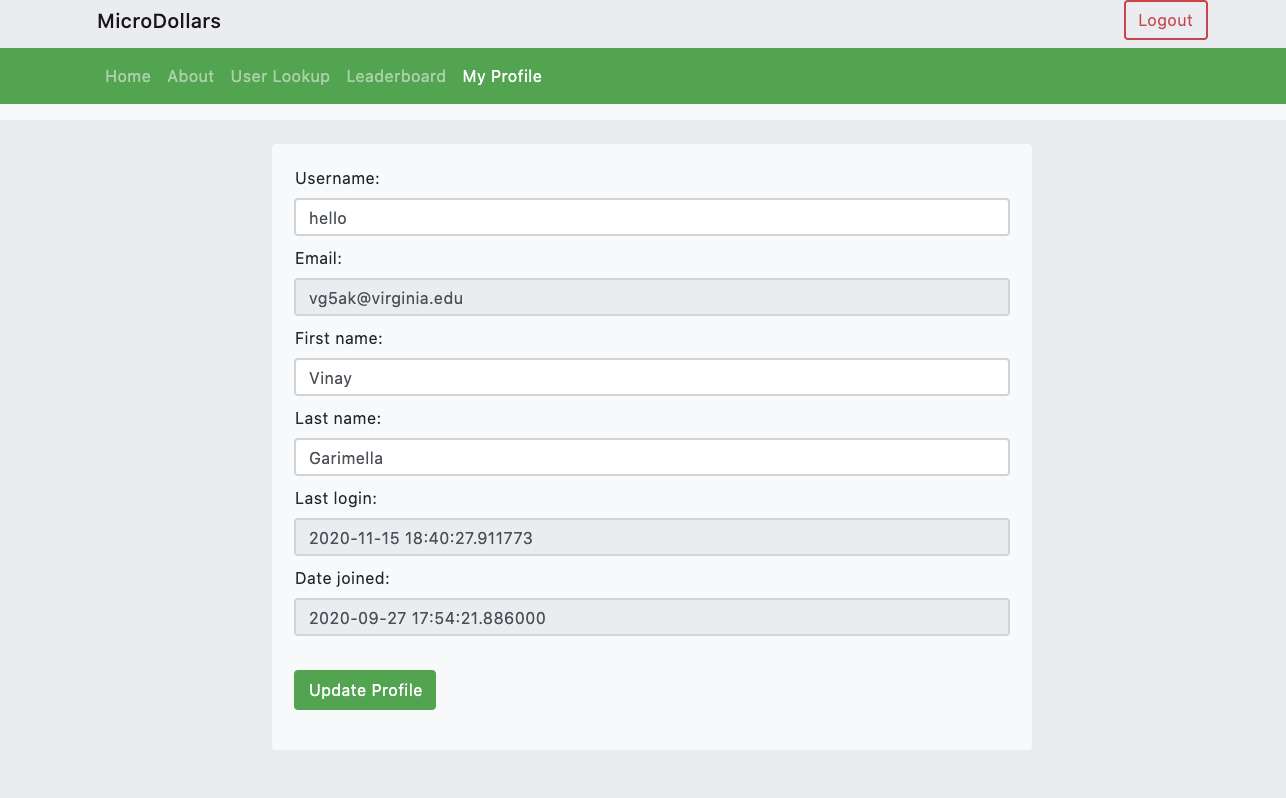 MicroDollars
Logout
Home About User Lookup Leaderboard My Profile
Username:
hello
Email:
vg5ak@virginia.edu
First name:
Vinay
Last name:
Garimella
Last login:
2020-11-15 18:40:27.911773
Date joined:
2020-09-27 17:54:21.886000
Update Profile